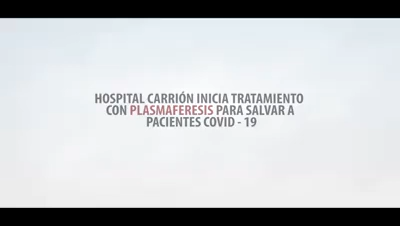 HOSPITAL CARRIÓN INICIA TRATAMIENTO
CON PLASMAFERESIS PARA SALVAR A
PACIENTES COVID - 19